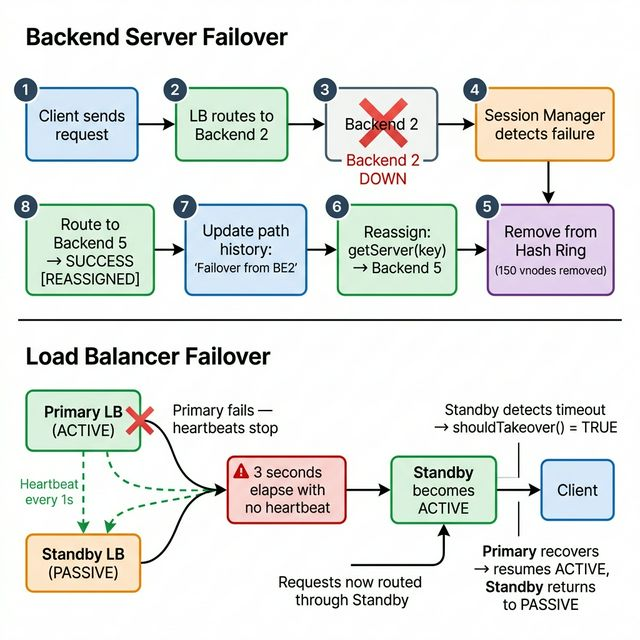 Backend Server Failover
1
Client sends
request
2
LB routes to
Backend 2
3
Backend 2
Backend 2
DOWN
4
Session Manager
detects failure
5
Remove from
Hash Ring
(150 vnodes removed)
6
Reassign:
getServer(key)
→ Backend 5
7
Update path
history:
'Failover from BE2'
8
Route to
Backend 5
→ SUCCESS
[REASSIGNED]
Load Balancer Failover
Primary LB
(ACTIVE)
Primary fails —
heartbeats stop
Heartbeat
every 1s
Standby LB
(PASSIVE)
3 seconds
elapse with
no heartbeat
Standby detects timeout
→ shouldTakeover() = TRUE
Standby
becomes
ACTIVE
Client
Requests now routed
through Standby
Primary recovers
→ resumes ACTIVE,
Standby returns
to PASSIVE